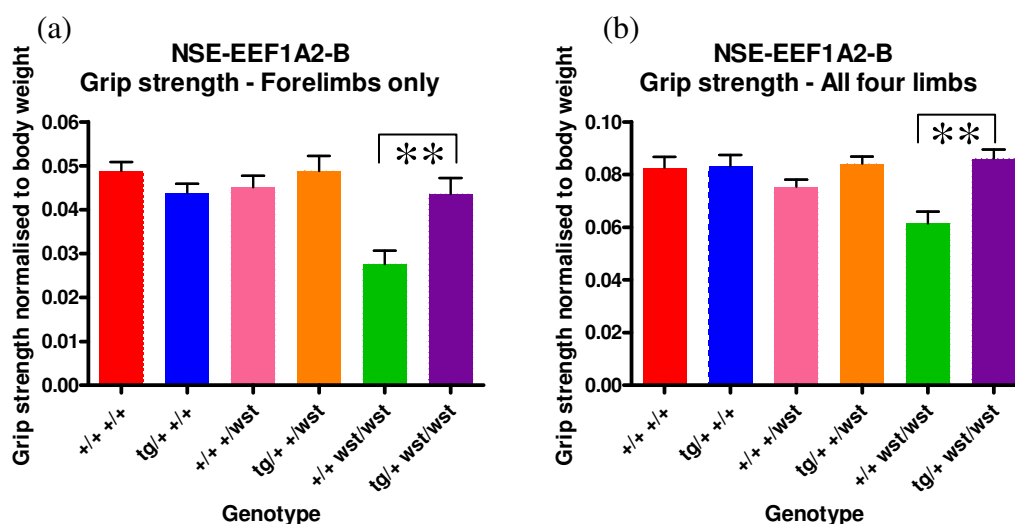 (a)
NSE-EEF1A2-B
Grip strength - Forelimbs only
Grip strength normalised to body weight
0.06
0.05
0.04
0.03
0.02
0.01
0.00
**
+/+ +/+
tg/+ +/+
+/+ +/wst
tg/+ +/wst
+/+ wst/wst
tg/+ wst/wst
Genotype
(b)
NSE-EEF1A2-B
Grip strength - All four limbs
Grip strength normalised to body weight
0.10
0.08
0.06
0.04
0.02
0.00
**
+/+ +/+
tg/+ +/+
+/+ +/wst
tg/+ +/wst
+/+ wst/wst
tg/+ wst/wst
Genotype